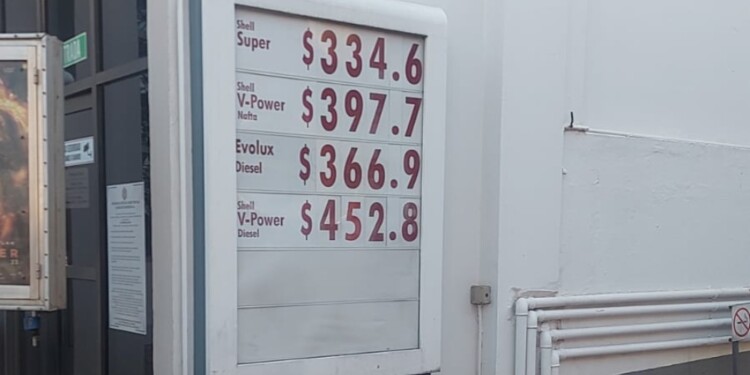 Shell
Super
$334.6
Shell
V-Power
Nafta
$397.7
Evolux
Diesel
$366.9
Shell
V-Power
Diesel
$452.8